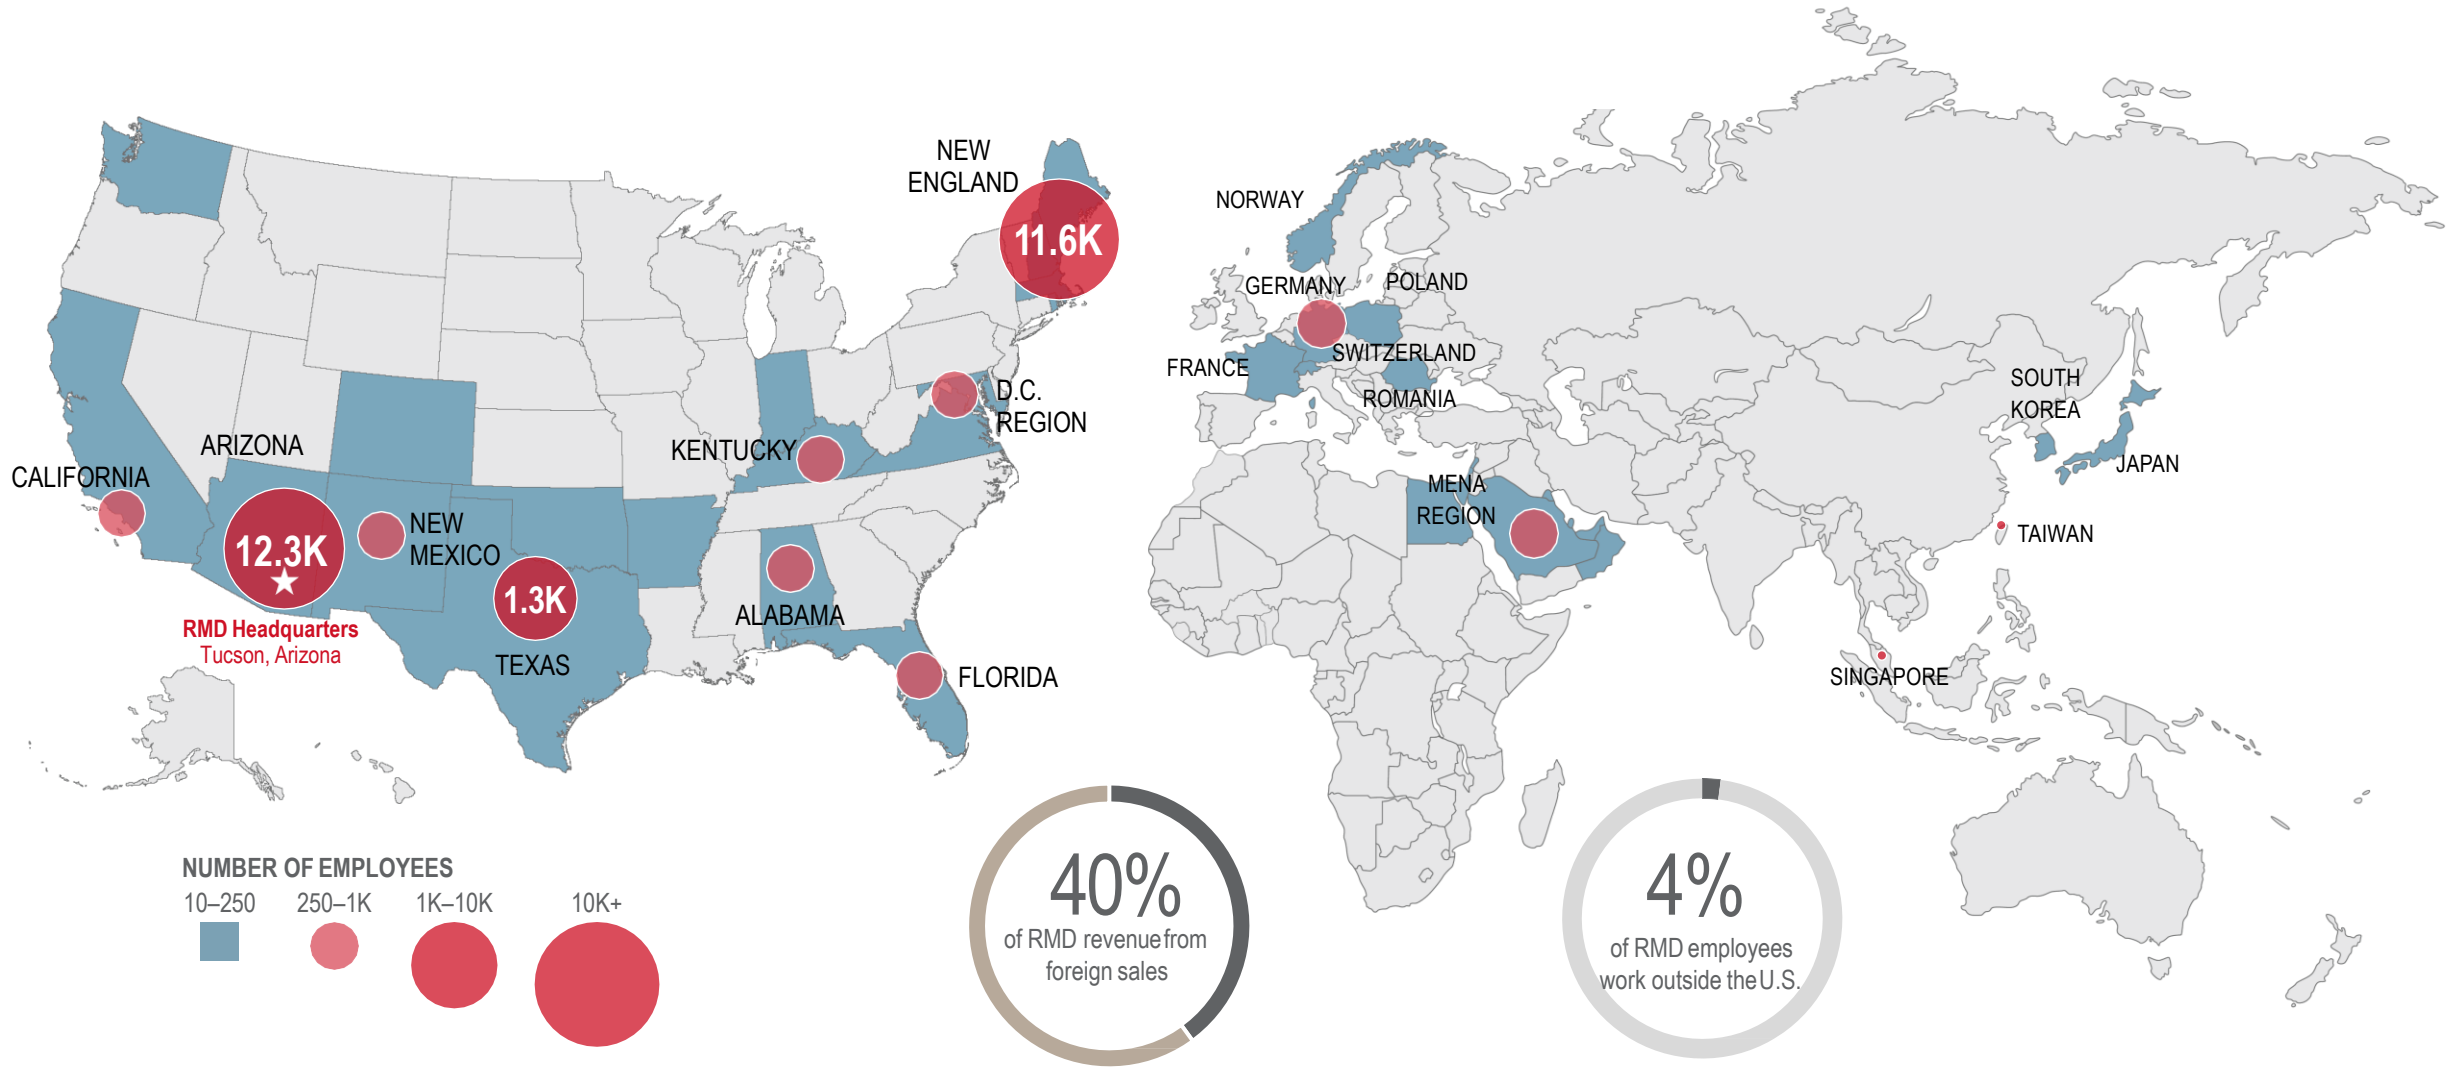 NEW
ENGLAND
11.6K
NORWAY
GERMANY
POLAND
SWITZERLAND
FRANCE
ROMANIA
SOUTH
KOREA
JAPAN
D.C.
REGION
KENTUCKY
ARIZONA
CALIFORNIA
MENA
REGION
NEW
MEXICO
12.3K
TAIWAN
1.3K
ALABAMA
RMD Headquarters
Tucson, Arizona
TEXAS
FLORIDA
SINGAPORE
NUMBER OF EMPLOYEES
10–250
250–1K
1K–10K
10K+
40%
of RMD revenue from
foreign sales
4%
of RMD employees
work outside the U.S.